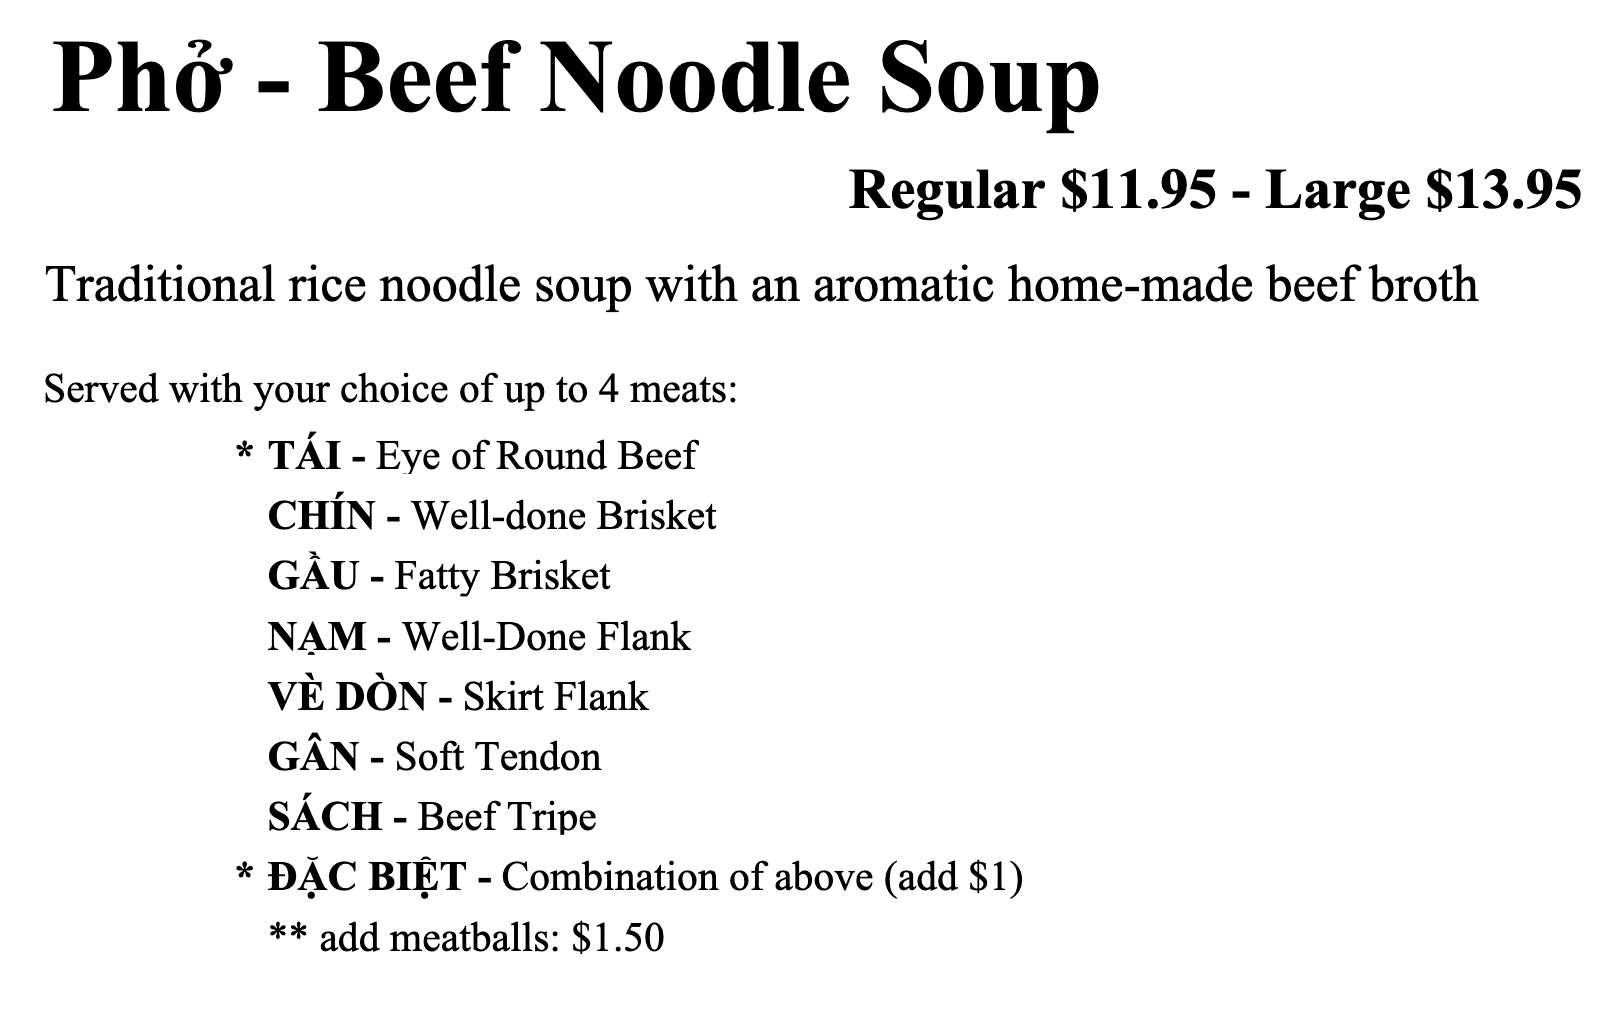 Phở - Beef Noodle Soup
Regular $11.95 - Large $13.95
Traditional rice noodle soup with an aromatic home-made beef broth
Served with your choice of up to 4 meats:
* TÁI - Eye of Round Beef
CHÍN - Well-done Brisket
GẦU - Fatty Brisket
NẠM - Well-Done Flank
VÈ DÒN - Skirt Flank
GÂN - Soft Tendon
SÁCH - Beef Tripe
* ĐẶC BIỆT - Combination of above (add $1)
** add meatballs: $1.50